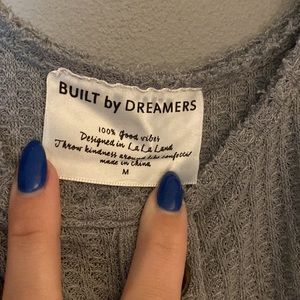 BUILT by DREAMERS
100% Good vibes
Designed in La La Land
Throw kindness around like confetti
made in China
M